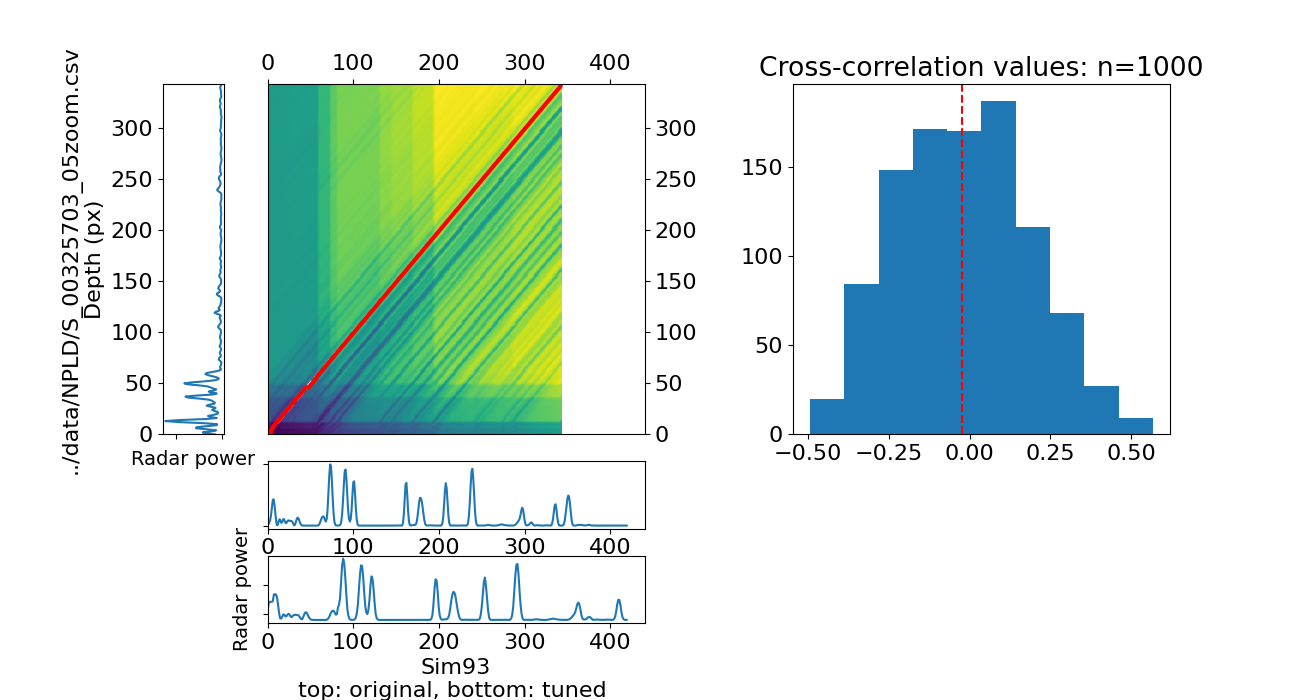 Cross-correlation values: n=1000
0 100 200 300 400
../data/NPLD/S_00325703_05zoom.csv
Depth (px)
300 300
250 250
200 200
150 150
100 100
50 50
0 0
150
100
50
0
−0.50 −0.25 0.00 0.25 0.50
Radar power
0 100 200 300 400
Radar power
0 100 200 300 400
Sim93
top: original, bottom: tuned